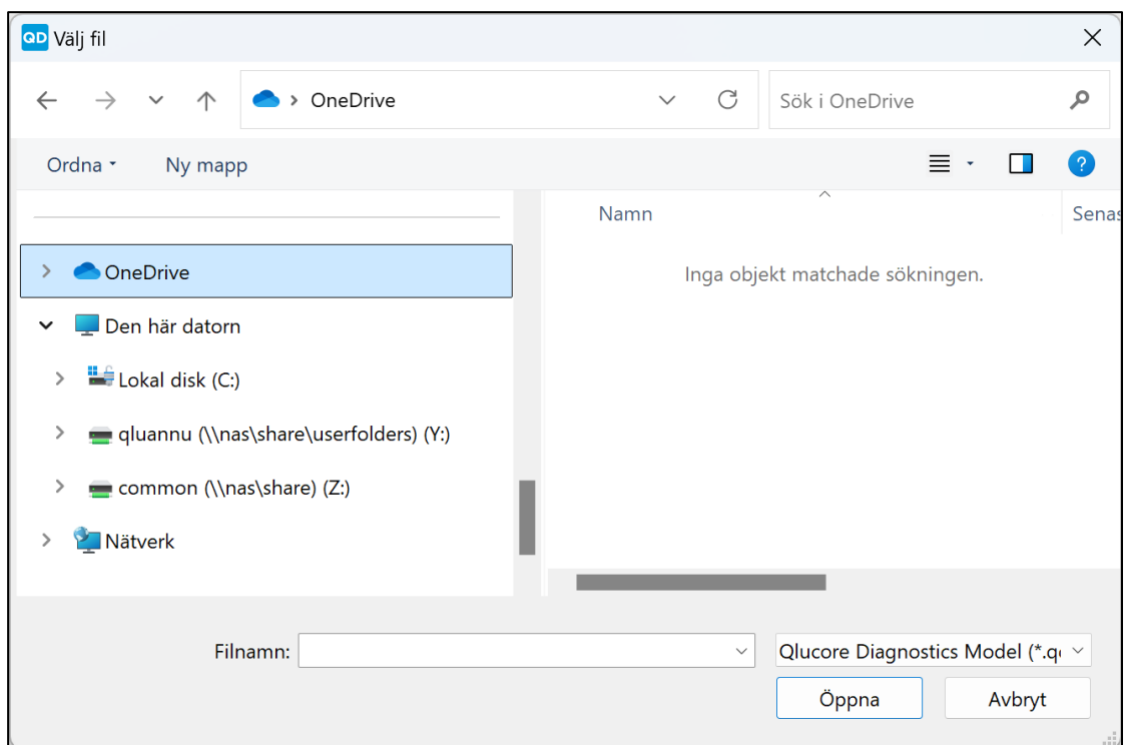 QD Välj fil
OneDrive
Sök i OneDrive
Ordna
Ny mapp
?
Namn
Senas
OneDrive
Inga objekt matchade sökningen.
Den här datorn
Lokal disk (C:)
qluannu (\\nas\share\userfolders) (Y:)
common (\\nas\share) (Z:)
Nätverk
Filnamn:
Qlucore Diagnostics Model (*.q
Öppna
Avbryt